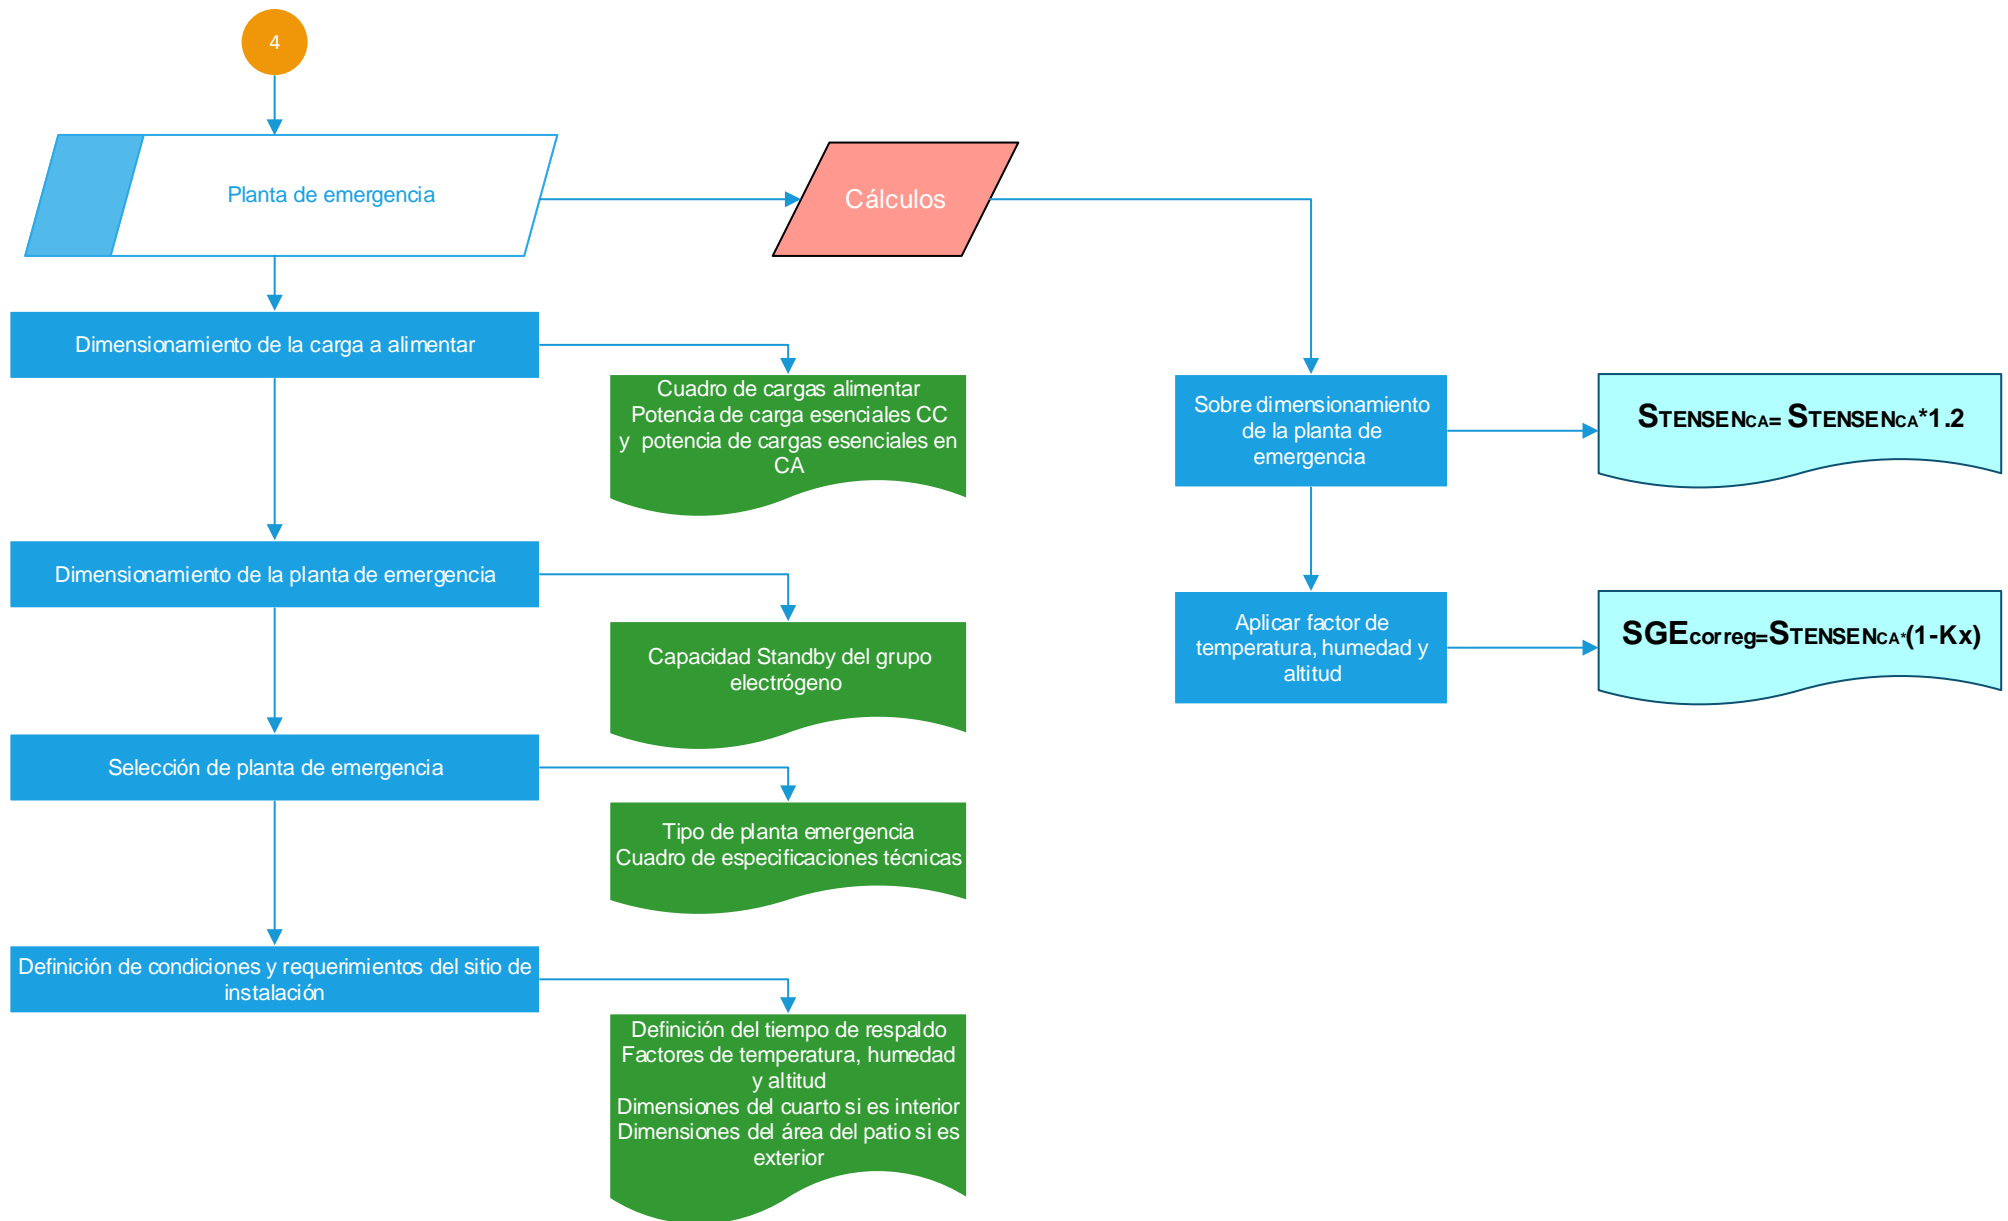 4
Planta de emergencia
Cálculos
Dimensionamiento de la carga a alimentar
Cuadro de cargas alimentar
Potencia de carga esenciales CC
y potencia de cargas esenciales en
CA
Dimensionamiento de la planta de emergencia
Capacidad Standby del grupo
electrógeno
Selección de planta de emergencia
Tipo de planta emergencia
Cuadro de especificaciones técnicas
Definición de condiciones y requerimientos del sitio de
instalación
Definición del tiempo de respaldo
Factores de temperatura, humedad
y altitud
Dimensiones del cuarto si es interior
Dimensiones del área del patio si es
exterior
Sobre dimensionamiento
de la planta de
emergencia
STENSENCA= STENSENCA*1.2
Aplicar factor de
temperatura, humedad y
altitud
SGEcorreg=STENSENCA*(1-Kx)